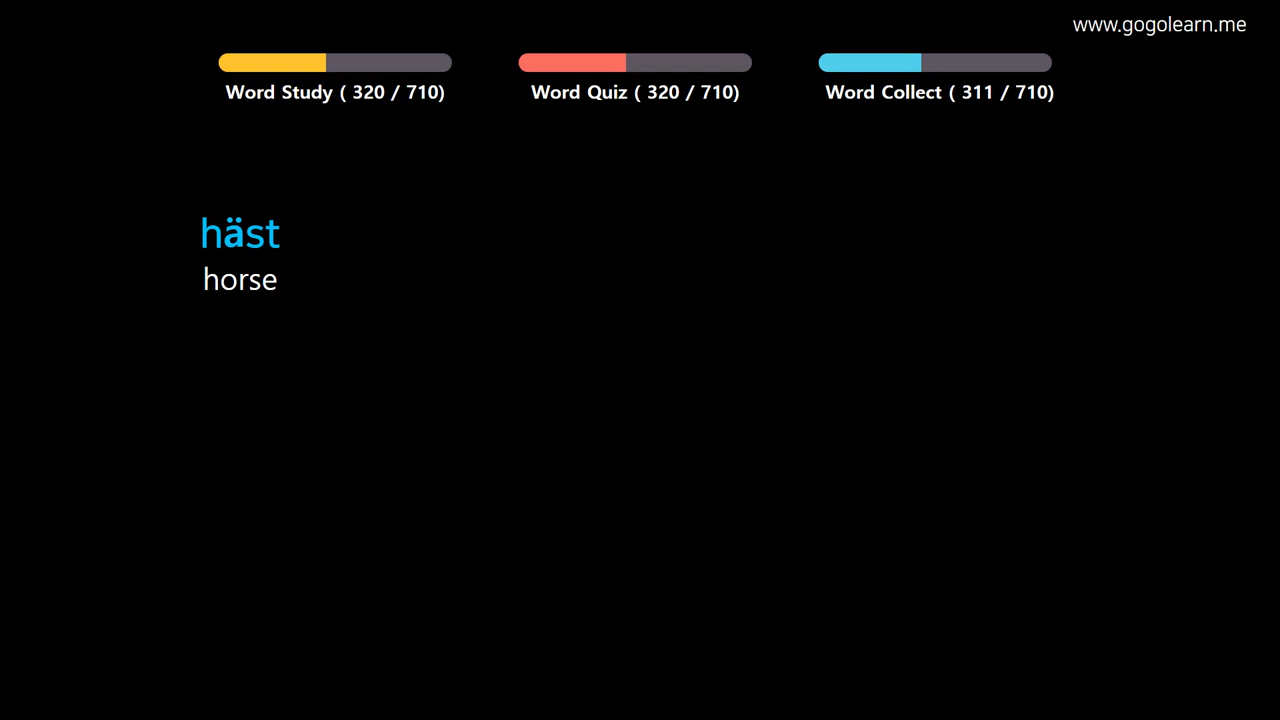 www.gogolearn.me
Word Study ( 320 / 710)
Word Quiz ( 320 / 710)
Word Collect ( 311 / 710)
häst
horse